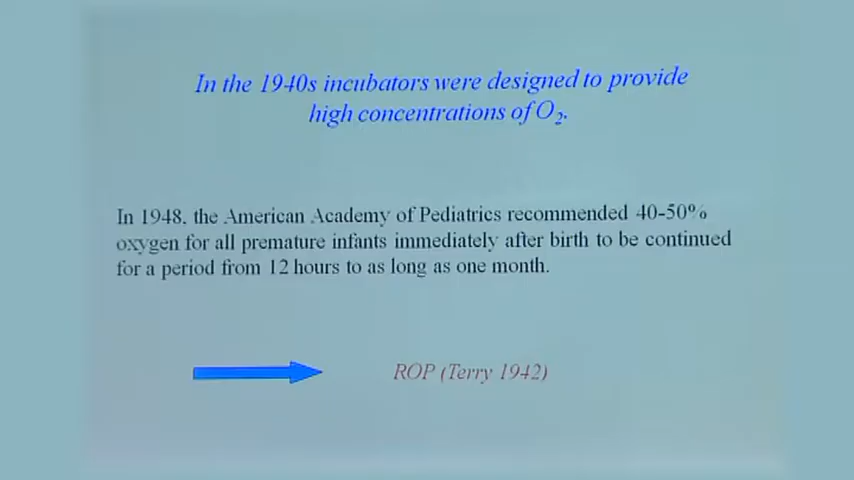 In the 1940s incubators were designed to provide
high concentrations of O₂.
In 1948, the American Academy of Pediatrics recommended 40-50%
oxygen for all premature infants immediately after birth to be continued
for a period from 12 hours to as long as one month.
ROP (Terry 1942)